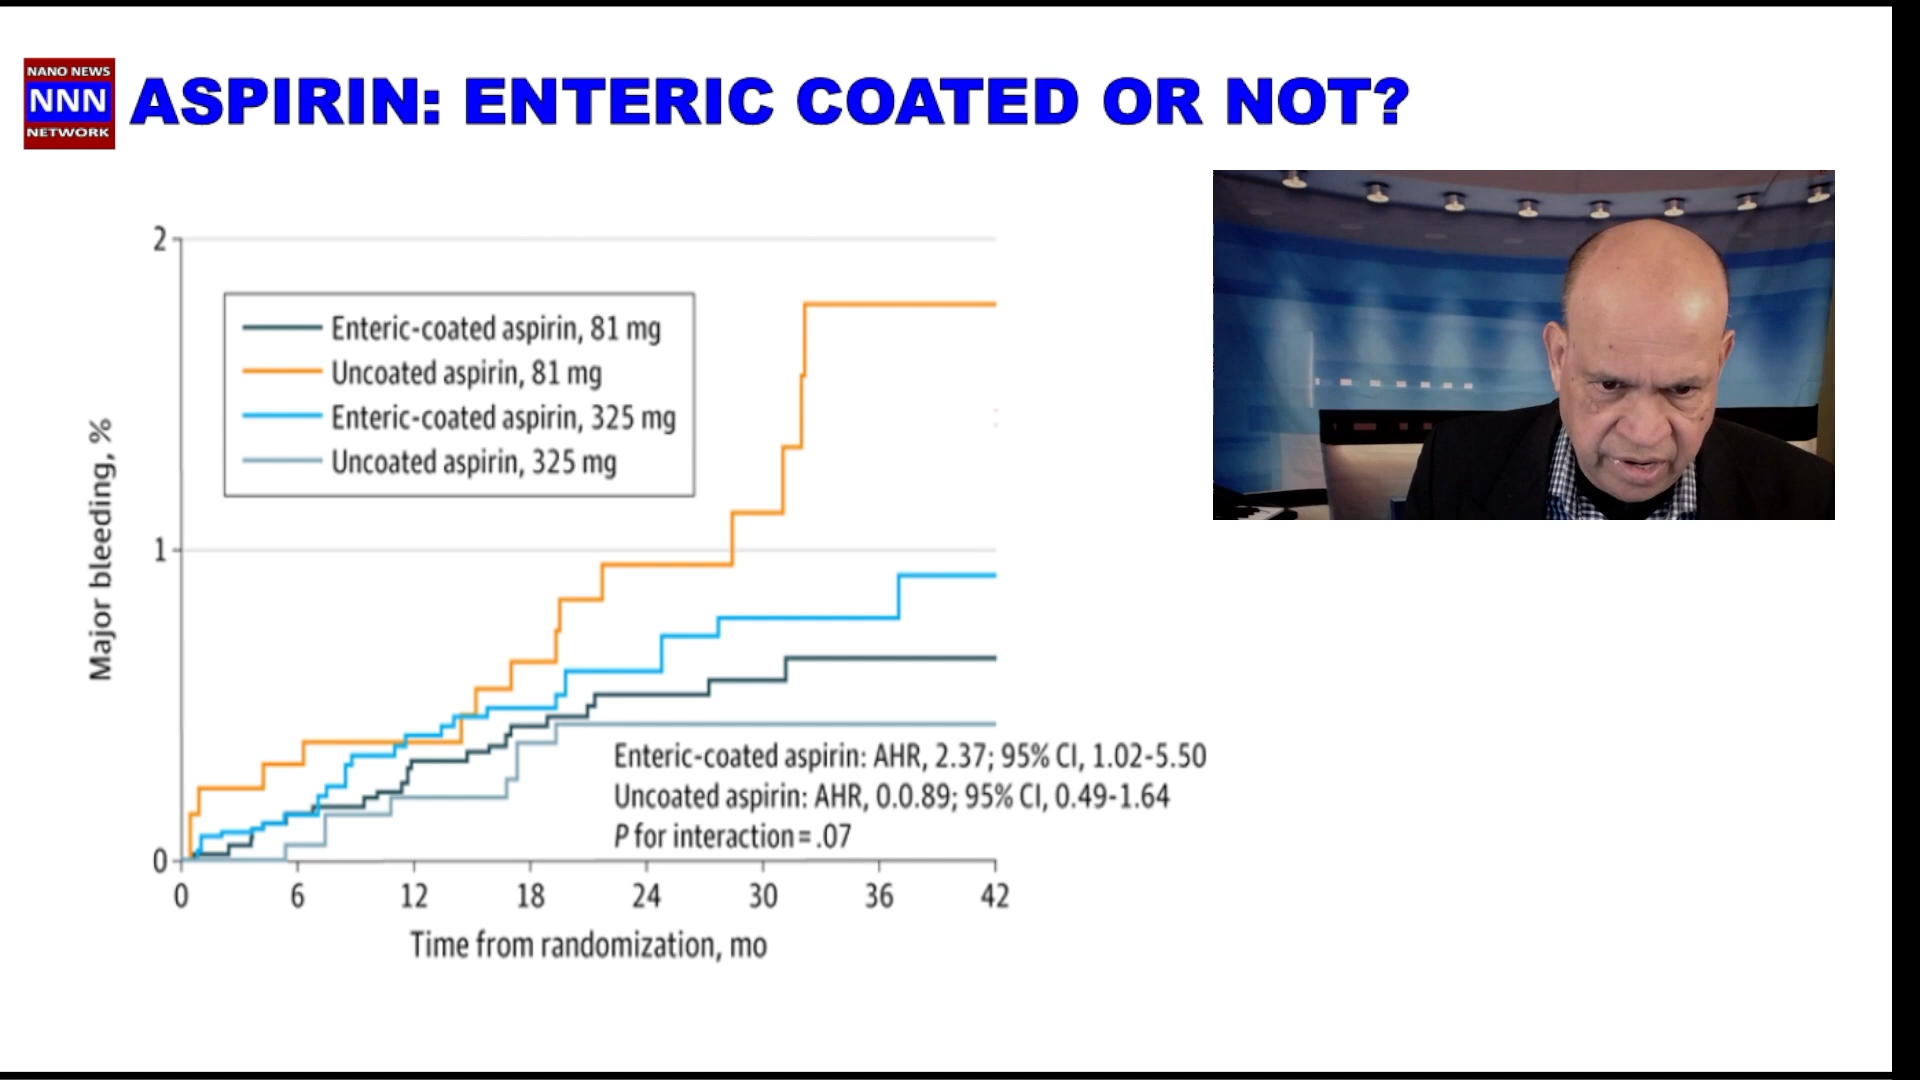 NANO NEWS
NNN
NETWORK
ASPIRIN: ENTERIC COATED OR NOT?
2
Enteric-coated aspirin, 81 mg
Uncoated aspirin, 81 mg
Enteric-coated aspirin, 325 mg
Uncoated aspirin, 325 mg
Major bleeding, %
1
Enteric-coated aspirin: AHR, 2.37; 95% CI, 1.02-5.50
Uncoated aspirin: AHR, 0.0.89; 95% CI, 0.49-1.64
P for interaction = .07
0
0 6 12 18 24 30 36 42
Time from randomization, mo